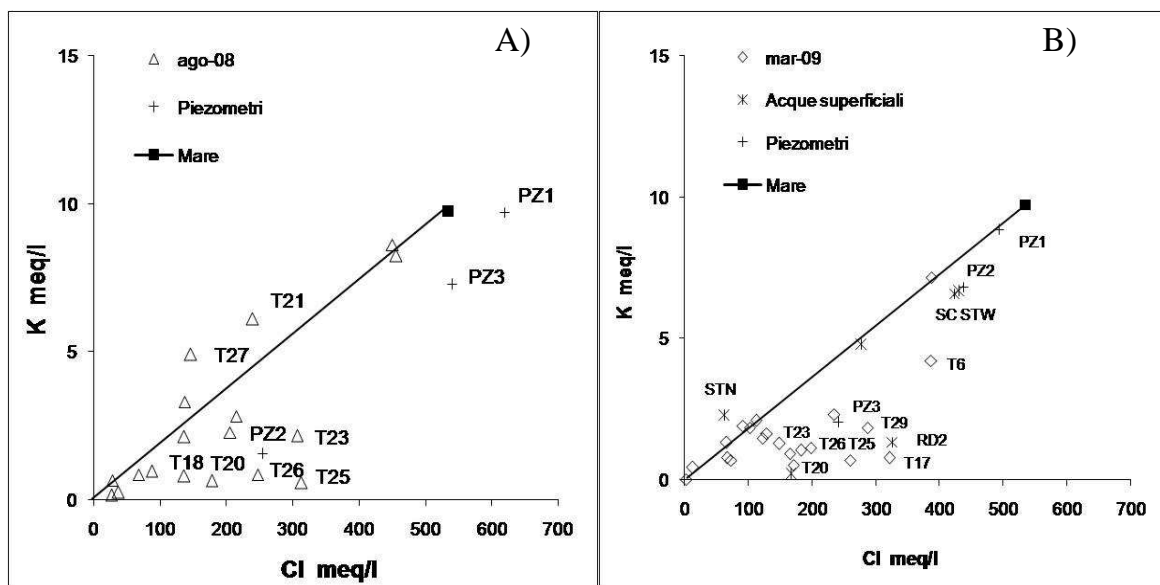 A)
15
ago-08
Piezometri
Mare
PZ1
10
PZ3
T21
K meq/l
T27
5
PZ2
T23
T18
T20
T26
T25
0
0 100 200 300 400 500 600 700
Cl meq/l
B)
15
mar-09
Acque superficiali
Piezometri
Mare
10
PZ1
PZ2
SC STW
K meq/l
5
T6
STN
PZ3
T29
T23
RD2
T26 T25
T17
T20
0
0 100 200 300 400 500 600 700
Cl meq/l